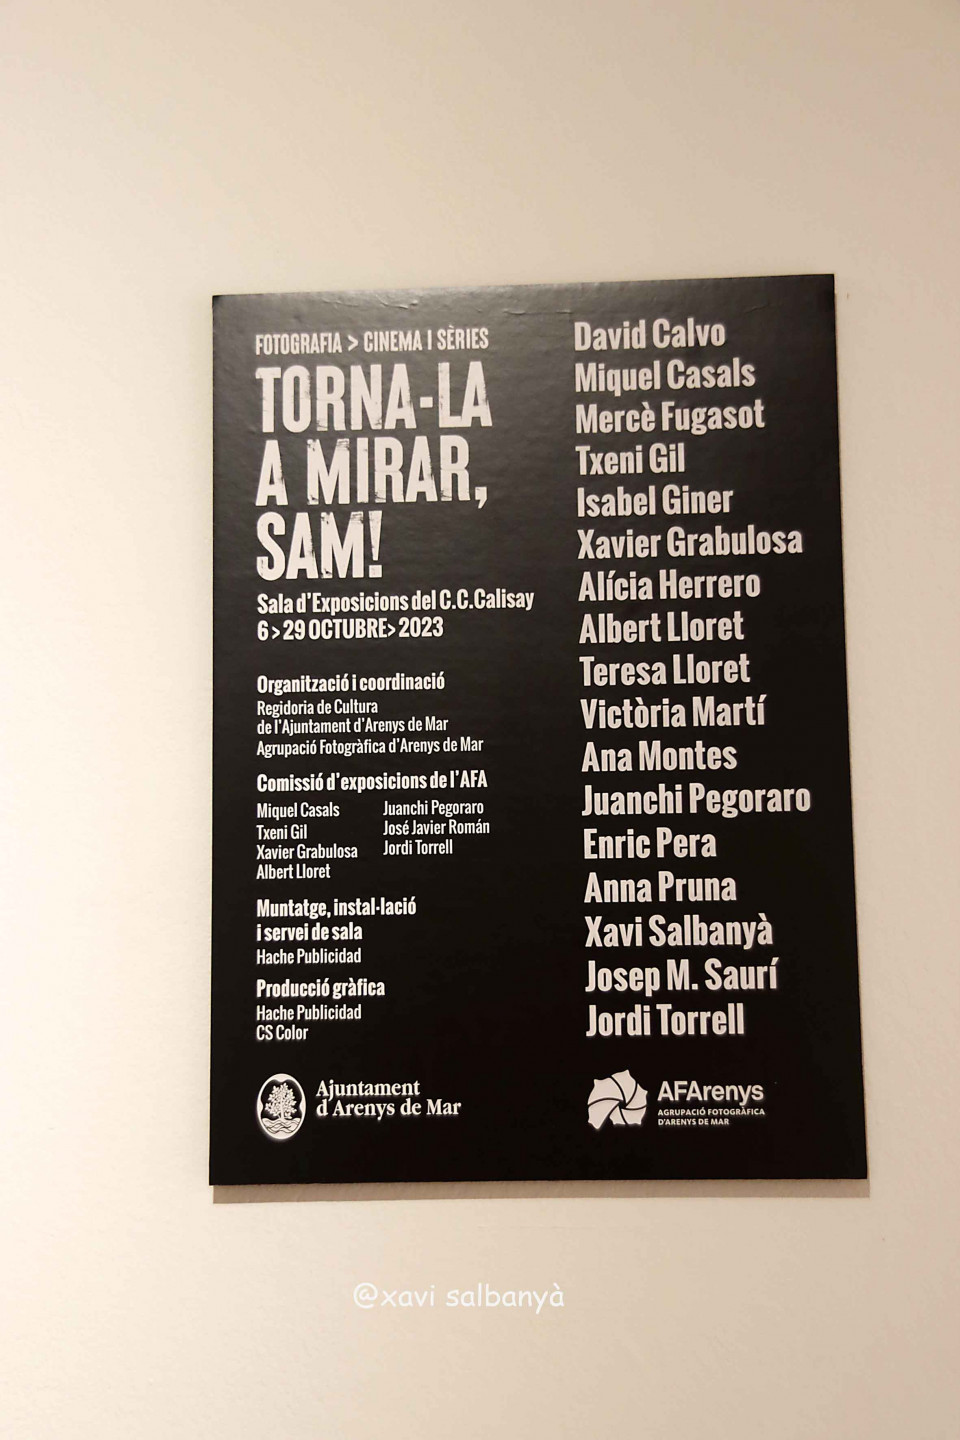 FOTOGRAFIA > CINEMA I SÈRIES
TORNA-LA
A MIRAR,
SAM!
Sala d'Exposicions del C.C.Calisay
6 > 29 OCTUBRE > 2023
Organització i coordinació
Regidoria de Cultura
de l'Ajuntament d'Arenys de Mar
Agrupació Fotogràfica d'Arenys de Mar
Comissió d'exposicions de l'AFA
Miquel Casals
Txeni Gil
Xavier Grabulosa
Albert Lloret
Juanchi Pegoraro
José Javier Román
Jordi Torrell
Muntatge, instal·lació
i servei de sala
Hache Publicidad
Producció gràfica
Hache Publicidad
CS Color
Ajuntament
d'Arenys de Mar
David Calvo
Miquel Casals
Mercè Fugasot
Txeni Gil
Isabel Giner
Xavier Grabulosa
Alícia Herrero
Albert Lloret
Teresa Lloret
Victòria Martí
Ana Montes
Juanchi Pegoraro
Enric Pera
Anna Pruna
Xavi Salbanyà
Josep M. Saurí
Jordi Torrell
AFArenys
AGRUPACIÓ FOTOGRÀFICA
D'ARENYS DE MAR
@xavi salbanyà